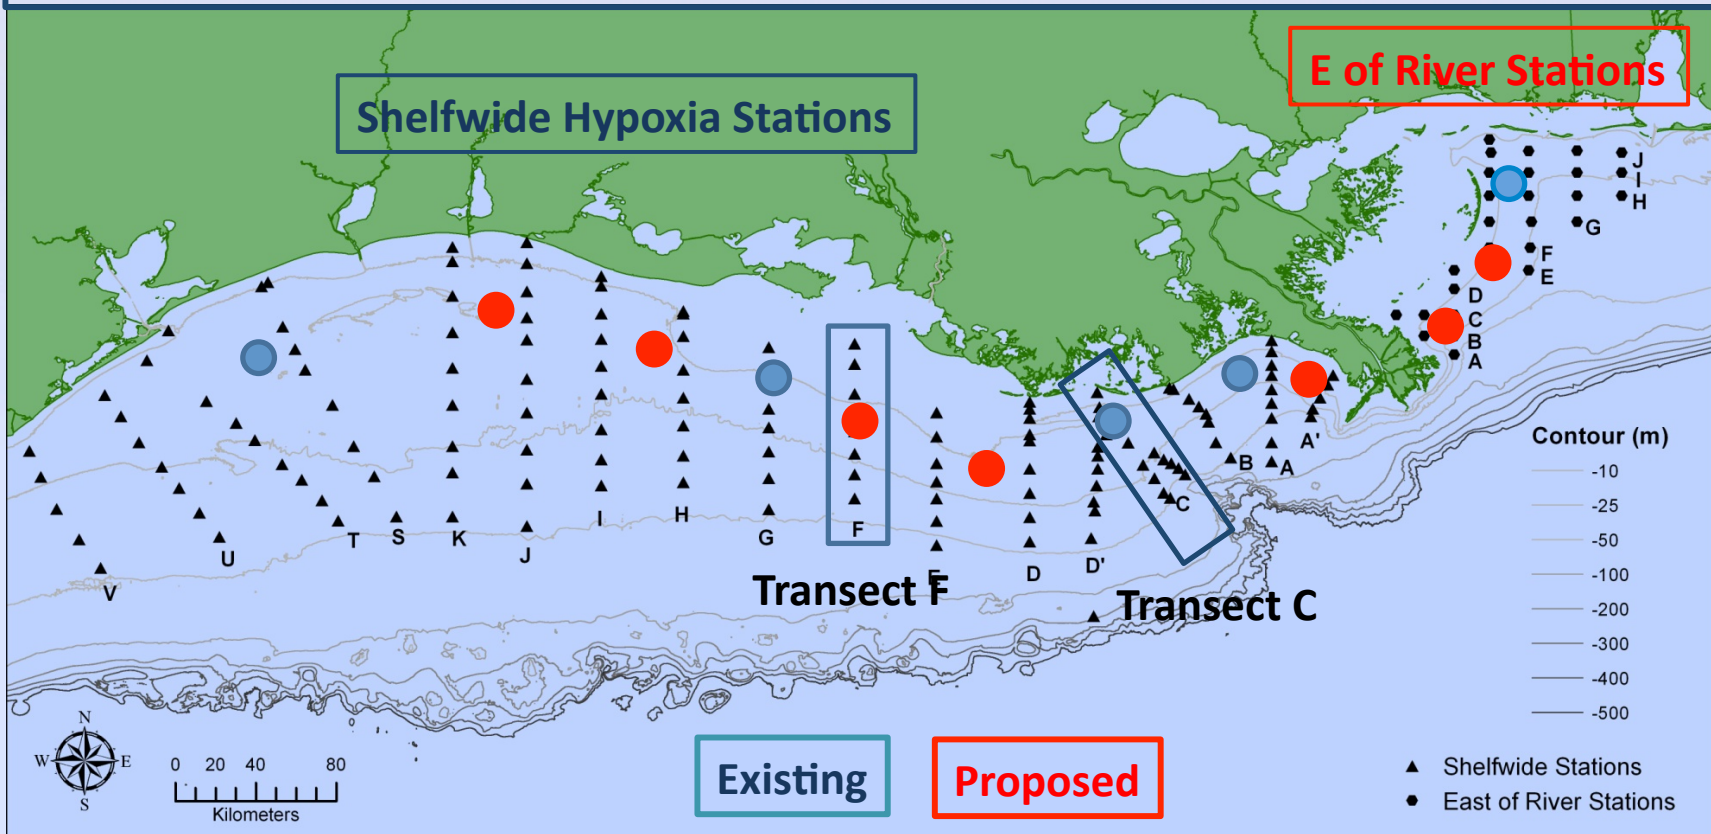 E of River Stations
Shelfwide Hypoxia Stations
J
I
H
G
F
E
D
C
B
A
A'
B
A
C
D'
D
E
F
G
H
I
J
K
S
T
U
V
Transect F
Transect C
Contour (m)
-10
-25
-50
-100
-200
-300
-400
-500
N
W
E
S
0 20 40 80
Kilometers
Existing
Proposed
Shelfwide Stations
East of River Stations